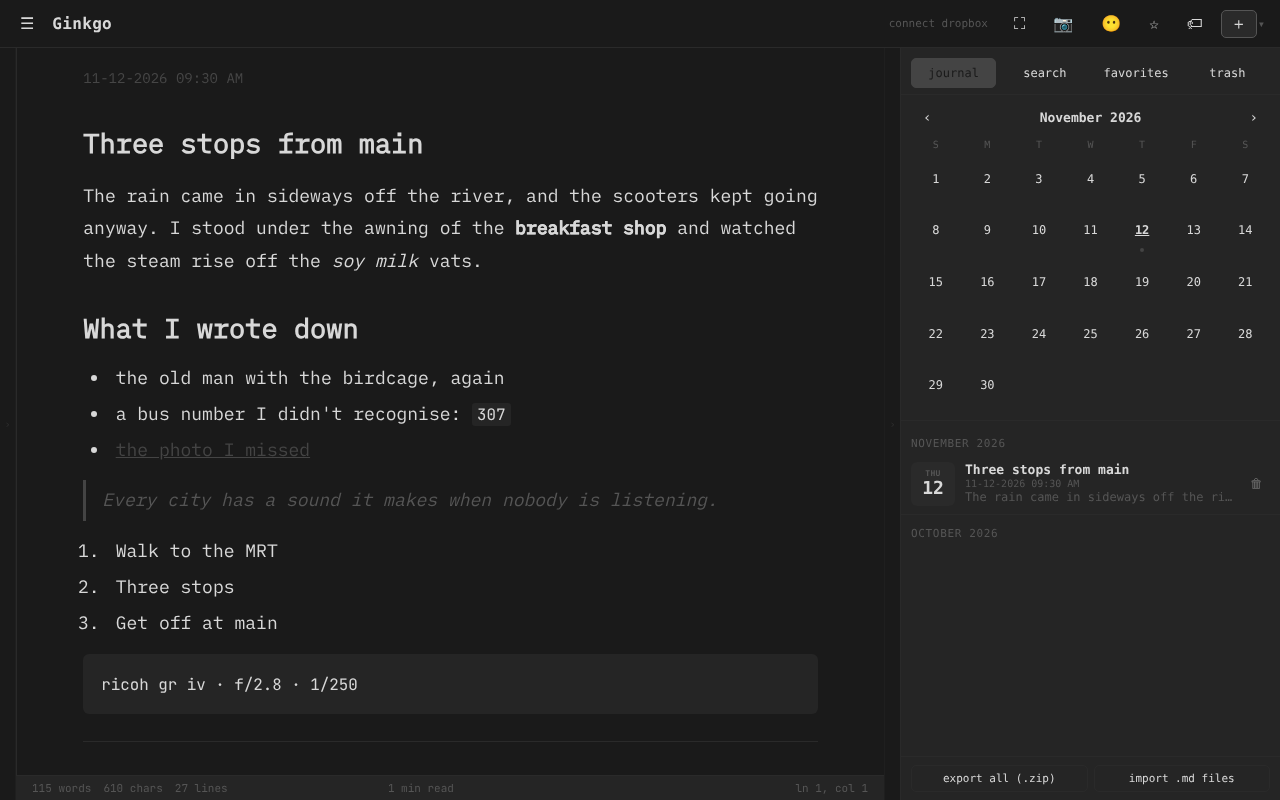 ☰ Ginkgo
connect dropbox
+
11-12-2026 09:30 AM
Three stops from main
The rain came in sideways off the river, and the scooters kept going
anyway. I stood under the awning of the breakfast shop and watched
the steam rise off the soy milk vats.
What I wrote down
• the old man with the birdcage, again
• a bus number I didn't recognise: 307
• the photo I missed
Every city has a sound it makes when nobody is listening.
1. Walk to the MRT
2. Three stops
3. Get off at main
ricoh gr iv · f/2.8 · 1/250
115 words 610 chars 27 lines 1 min read ln 1, col 1
journal search favorites trash
‹ November 2026 ›
S M T W T F S
1 2 3 4 5 6 7
8 9 10 11 12 13 14
15 16 17 18 19 20 21
22 23 24 25 26 27 28
29 30
NOVEMBER 2026
THU
12
Three stops from main
11-12-2026 09:30 AM
The rain came in sideways off the ri…
OCTOBER 2026
export all (.zip) import .md files